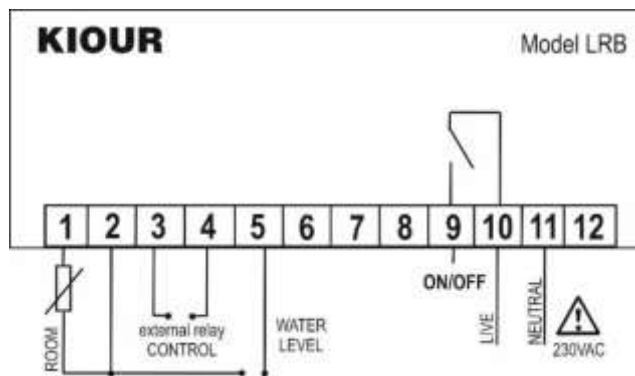 KIOUR
Model LRB
1 2 3 4 5 6 7 8 9 10 11 12
ON/OFF
ROOM
external relay
CONTROL
WATER
LEVEL
LIVE
NEUTRAL
230VAC